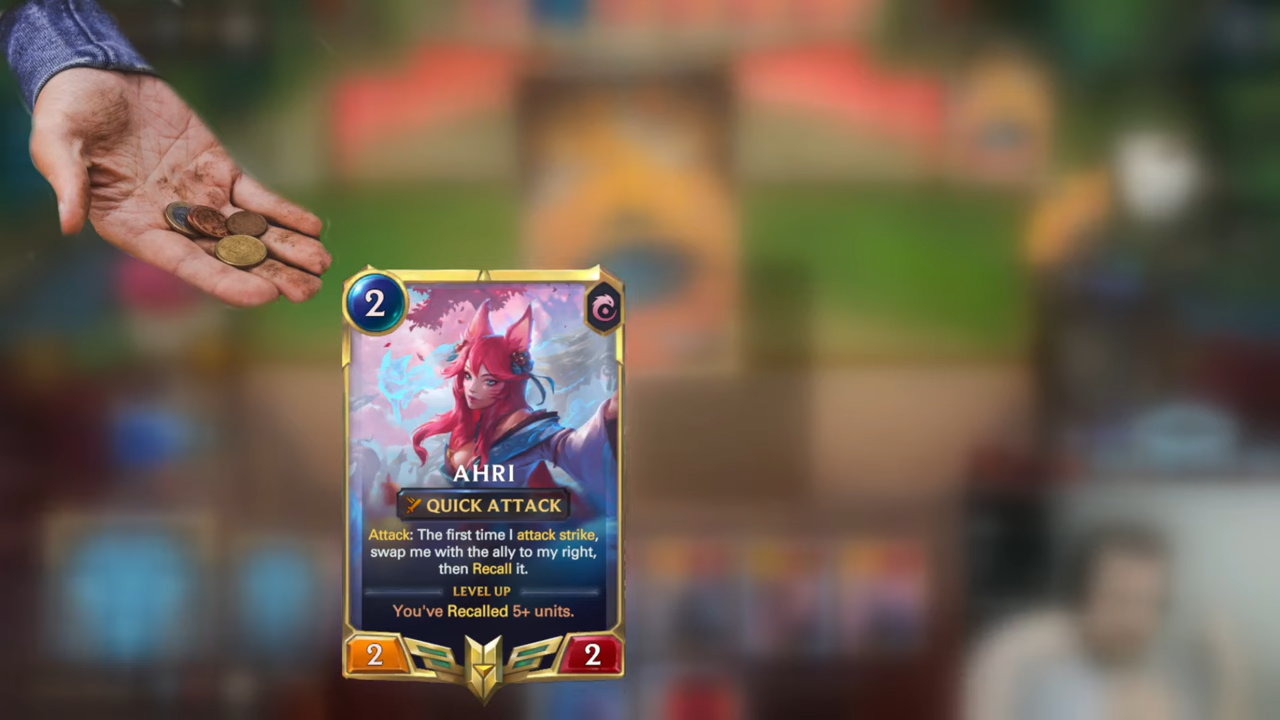 2
AHRI
QUICK ATTACK
Attack: The first time I attack strike,
swap me with the ally to my right,
then Recall it.
LEVEL UP
You've Recalled 5+ units.
2
2